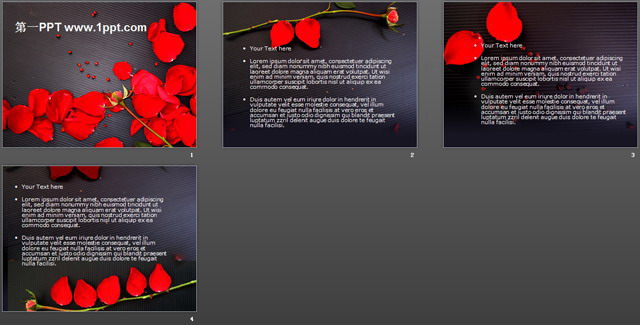 第一PPT www.1ppt.com
1
• Your Text here
• Lorem ipsum dolor sit amet, consectetuer adipiscing
elit, sed diam nonummy nibh euismod tincidunt ut
laoreet dolore magna aliquam erat volutpat. Ut wisi
enim ad minim veniam, quis nostrud exerci tation
ullamcorper suscipit lobortis nisl ut aliquip ex ea
commodo consequat.
• Duis autem vel eum iriure dolor in hendrerit in
vulputate velit esse molestie consequat, vel illum
dolore eu feugiat nulla facilisis at vero eros et
accumsan et iusto odio dignissim qui blandit praesent
luptatum zzril delenit augue duis dolore te feugait
nulla facilisi.
2
• Your Text here
• Lorem ipsum dolor sit amet, consectetuer adipiscing
elit, sed diam nonummy nibh euismod tincidunt ut
laoreet dolore magna aliquam erat volutpat. Ut wisi
enim ad minim veniam, quis nostrud exerci tation
ullamcorper suscipit lobortis nisl ut aliquip ex ea
commodo consequat.
• Duis autem vel eum iriure dolor in hendrerit in
vulputate velit esse molestie consequat, vel illum
dolore eu feugiat nulla facilisis at vero eros et
accumsan et iusto odio dignissim qui blandit praesent
luptatum zzril delenit augue duis dolore te feugait
nulla facilisi.
3
• Your Text here
• Lorem ipsum dolor sit amet, consectetuer adipiscing
elit, sed diam nonummy nibh euismod tincidunt ut
laoreet dolore magna aliquam erat volutpat. Ut wisi
enim ad minim veniam, quis nostrud exerci tation
ullamcorper suscipit lobortis nisl ut aliquip ex ea
commodo consequat.
• Duis autem vel eum iriure dolor in hendrerit in
vulputate velit esse molestie consequat, vel illum
dolore eu feugiat nulla facilisis at vero eros et
accumsan et iusto odio dignissim qui blandit praesent
luptatum zzril delenit augue duis dolore te feugait
nulla facilisi.
4